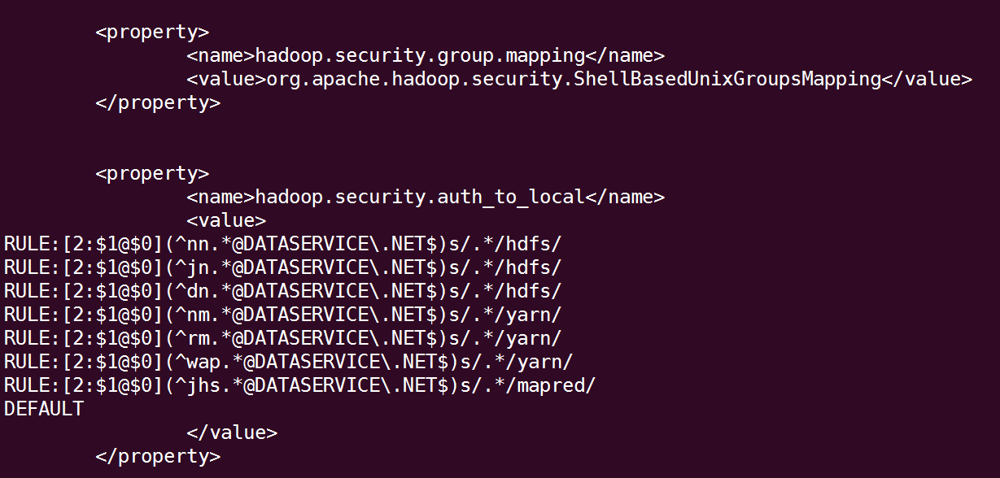 <property>
<name>hadoop.security.group.mapping</name>
<value>org.apache.hadoop.security.ShellBasedUnixGroupsMapping</value>
</property>
<property>
<name>hadoop.security.auth_to_local</name>
<value>
RULE:[2:$1@$0](^nn.*@DATASERVICE\.NET$)s/.*/hdfs/
RULE:[2:$1@$0](^jn.*@DATASERVICE\.NET$)s/.*/hdfs/
RULE:[2:$1@$0](^dn.*@DATASERVICE\.NET$)s/.*/hdfs/
RULE:[2:$1@$0](^nm.*@DATASERVICE\.NET$)s/.*/yarn/
RULE:[2:$1@$0](^rm.*@DATASERVICE\.NET$)s/.*/yarn/
RULE:[2:$1@$0](^wap.*@DATASERVICE\.NET$)s/.*/yarn/
RULE:[2:$1@$0](^jhs.*@DATASERVICE\.NET$)s/.*/mapred/
DEFAULT
</value>
</property>